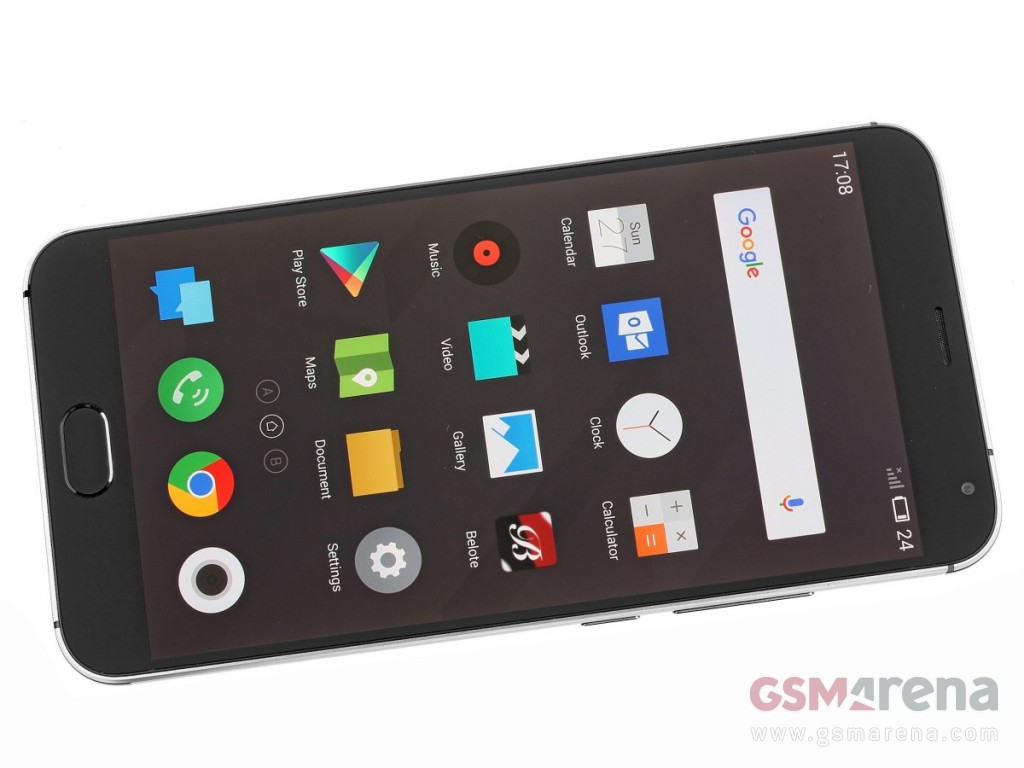 17:08
24
Google
Sun
27
Calendar
Outlook
Clock
Calculator
Music
Video
Gallery
Belote
Play Store
Maps
Document
Settings
A
B
GSMArena
www.gsmarena.com